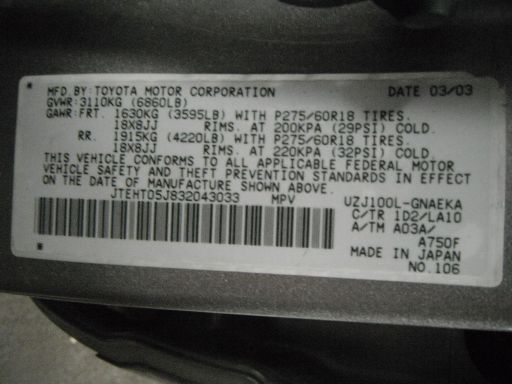 MFD.BY:TOYOTA MOTOR CORPORATION DATE 03/03
GVWR:3110KG (6860LB)
GAWR:FRT. 1630KG (3595LB) WITH P275/60R18 TIRES.
18X8JJ RIMS. AT 200KPA (29PSI) COLD.
RR. 1915KG (4220LB) WITH P275/60R18 TIRES.
18X8JJ RIMS. AT 220KPA (32PSI) COLD.
THIS VEHICLE CONFORMS TO ALL APPLICABLE FEDERAL MOTOR
VEHICLE SAFETY AND THEFT PREVENTION STANDARDS IN EFFECT
ON THE DATE OF MANUFACTURE SHOWN ABOVE.
JTEHT05J832043033 MPV UZJ100L-GNAEKA
C/TR 1D2/LA10
A/TM A03A/
A750F
MADE IN JAPAN
NO.106